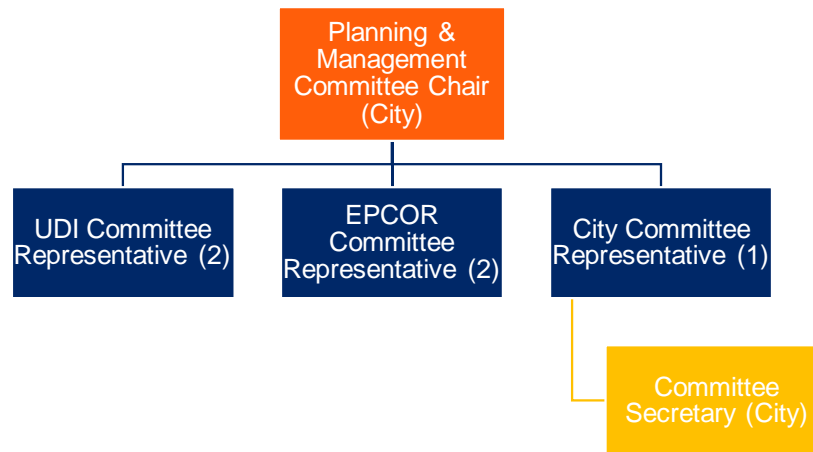 Planning &
Management
Committee Chair
(City)
UDI Committee
Representative (2)
EPCOR
Committee
Representative (2)
City Committee
Representative (1)
Committee
Secretary (City)